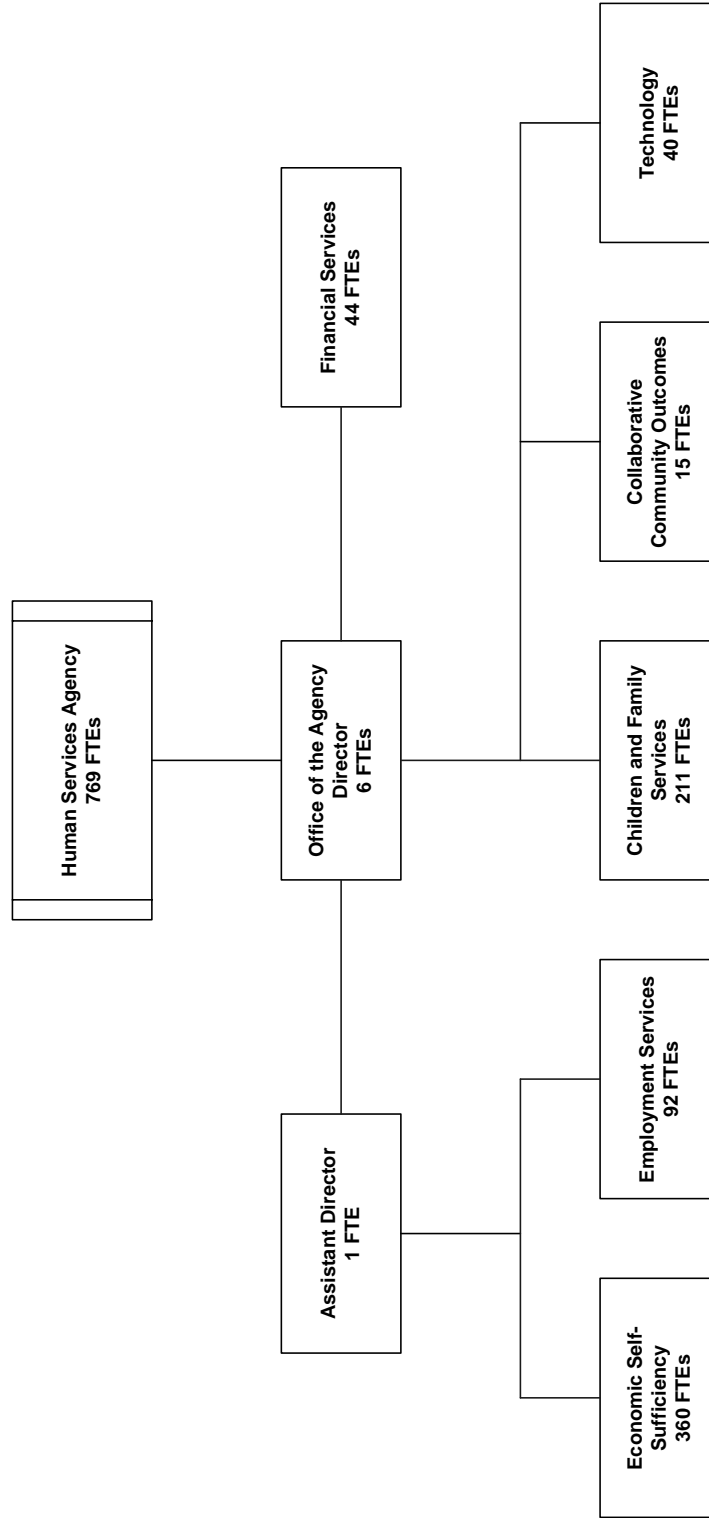 Human Services Agency
769 FTEs
Assistant Director
1 FTE
Office of the Agency
Director
6 FTEs
Financial Services
44 FTEs
Economic Self-
Sufficiency
360 FTEs
Employment Services
92 FTEs
Children and Family
Services
211 FTEs
Collaborative
Community Outcomes
15 FTEs
Technology
40 FTEs